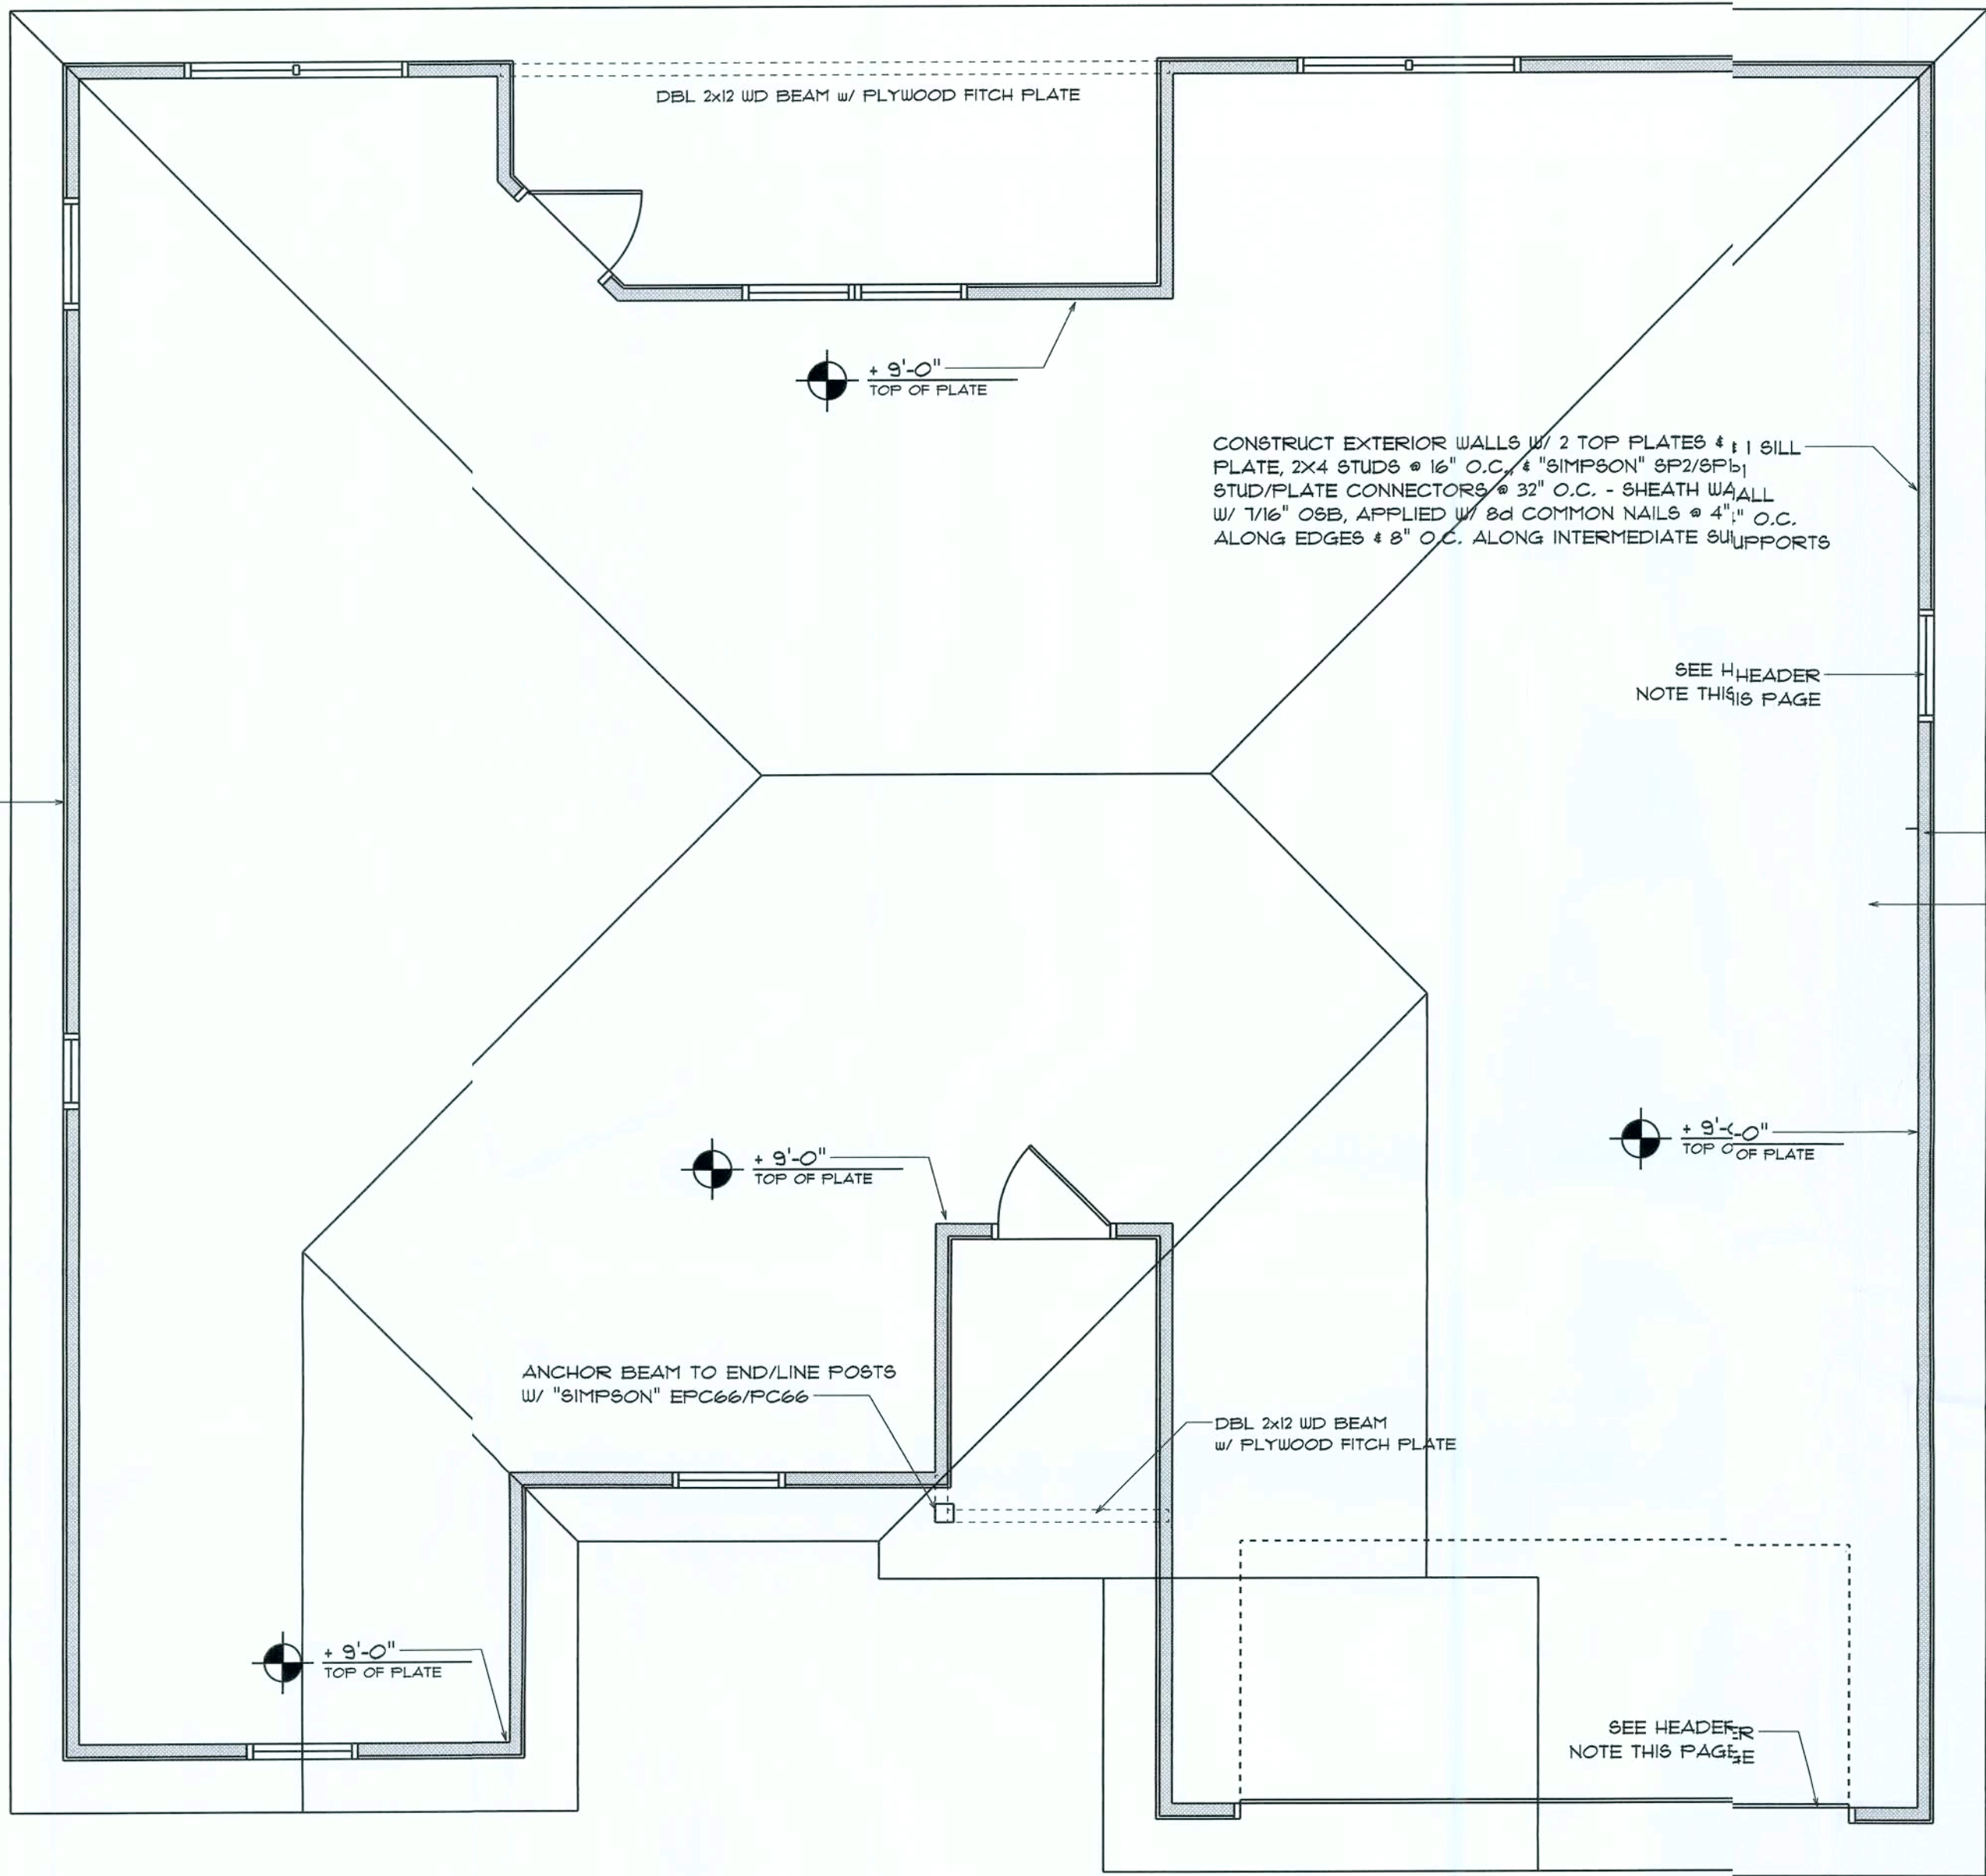 DBL 2x12 WD BEAM w/ PLYWOOD FITCH PLATE
+ 9'-0"
TOP OF PLATE
CONSTRUCT EXTERIOR WALLS W/ 2 TOP PLATES & 1 SILL
PLATE, 2X4 STUDS @ 16" O.C., & "SIMPSON" SP2/SP1
STUD/PLATE CONNECTORS @ 32" O.C. - SHEATH WALL
W/ 7/16" OSB, APPLIED W/ 8d COMMON NAILS @ 4" O.C.
ALONG EDGES & 8" O.C. ALONG INTERMEDIATE SUPPORTS
SEE HEADER
NOTE THIS PAGE
+ 9'-0"
TOP OF PLATE
+ 9'-0"
TOP OF PLATE
ANCHOR BEAM TO END/LINE POSTS
W/ "SIMPSON" EPC66/PC66
DBL 2x12 WD BEAM
w/ PLYWOOD FITCH PLATE
+ 9'-0"
TOP OF PLATE
SEE HEADER
NOTE THIS PAGE